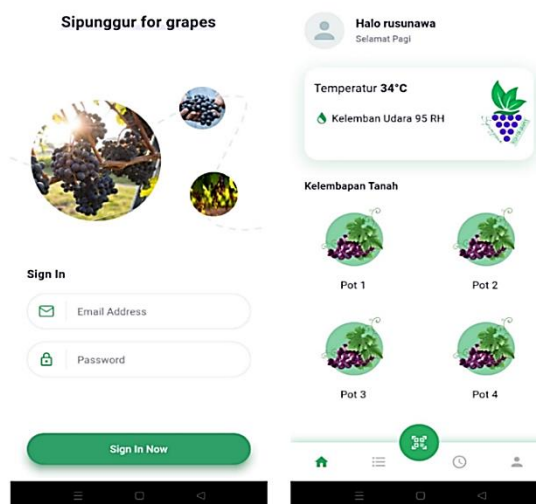 Sipunggur for grapes
Sign In
Email Address
Password
Sign In Now
Halo rusunawa
Selamat Pagi
Temperatur 34°C
Kelemban Udara 95 RH
Kelembapan Tanah
Pot 1
Pot 2
Pot 3
Pot 4